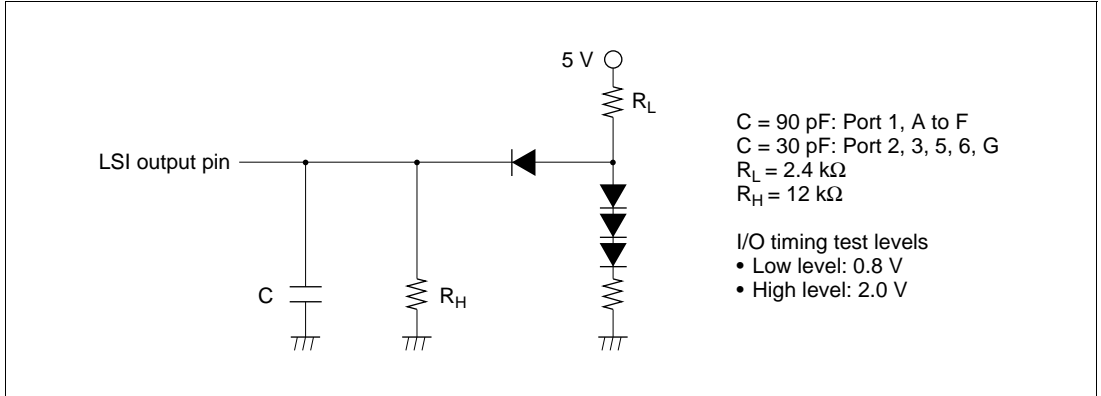 5 V
R_L
LSI output pin
C
R_H
C = 90 pF: Port 1, A to F
C = 30 pF: Port 2, 3, 5, 6, G
R_L = 2.4 kΩ
R_H = 12 kΩ
I/O timing test levels
• Low level: 0.8 V
• High level: 2.0 V